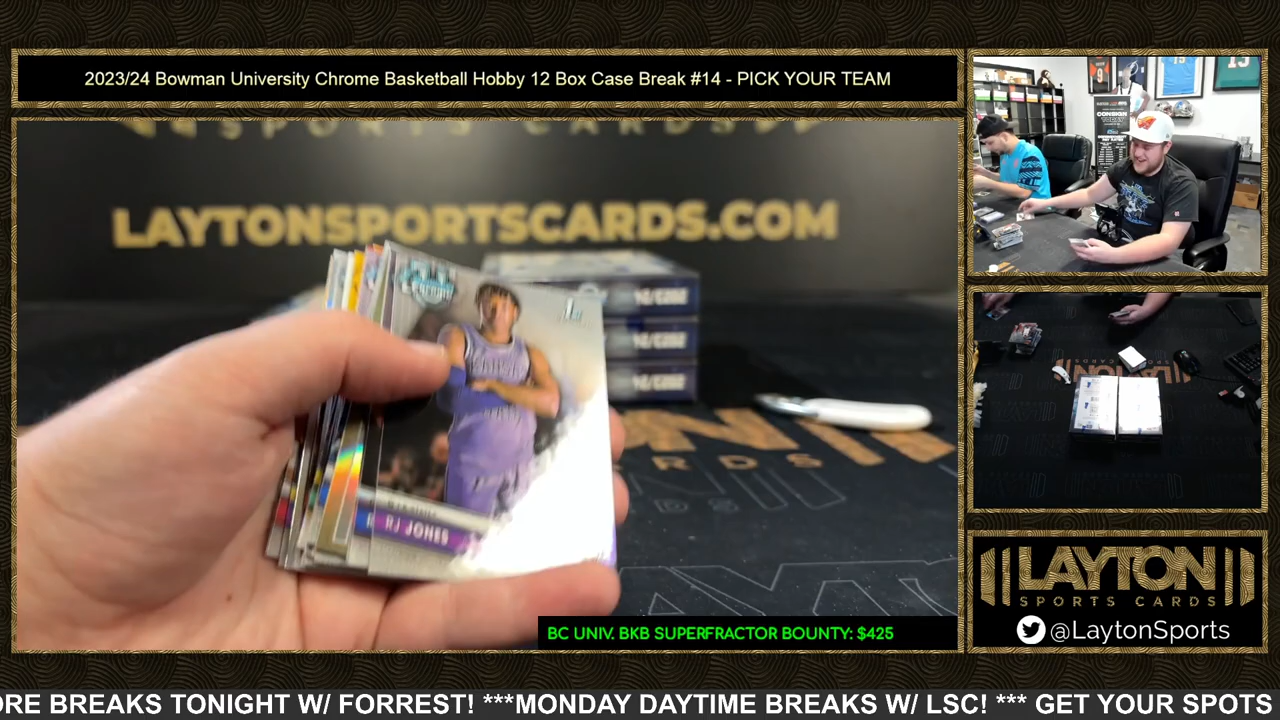 2023/24 Bowman University Chrome Basketball Hobby 12 Box Case Break #14 - PICK YOUR TEAM
LAYTONSPORTSCARDS.COM
1st
RJ JONES
BC UNIV. BKB SUPERFRACTOR BOUNTY: $425
CONSIGN
LAYTON
SPORTS CARDS
@LaytonSports
ORE BREAKS TONIGHT W/ FORREST! ***MONDAY DAYTIME BREAKS W/ LSC! *** GET YOUR SPOTS